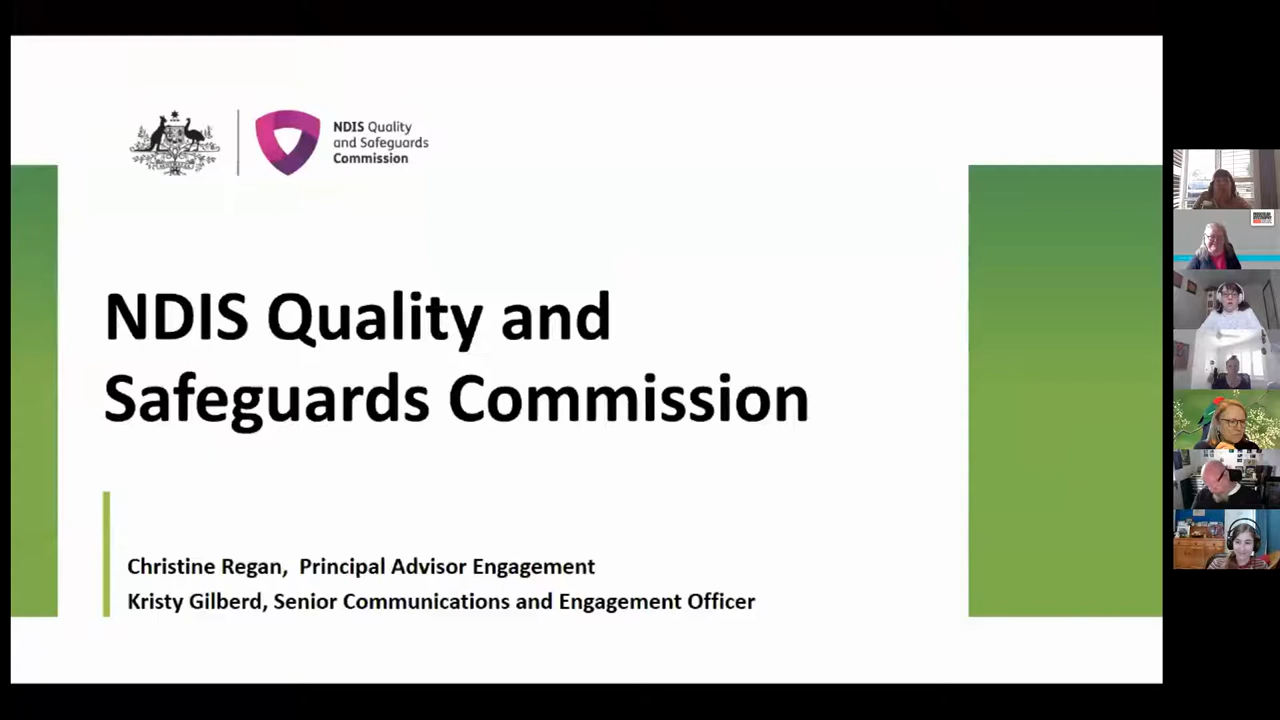 NDIS Quality
and Safeguards
Commission
NDIS Quality and
Safeguards Commission
Christine Regan,  Principal Advisor Engagement
Kristy Gilberd, Senior Communications and Engagement Officer